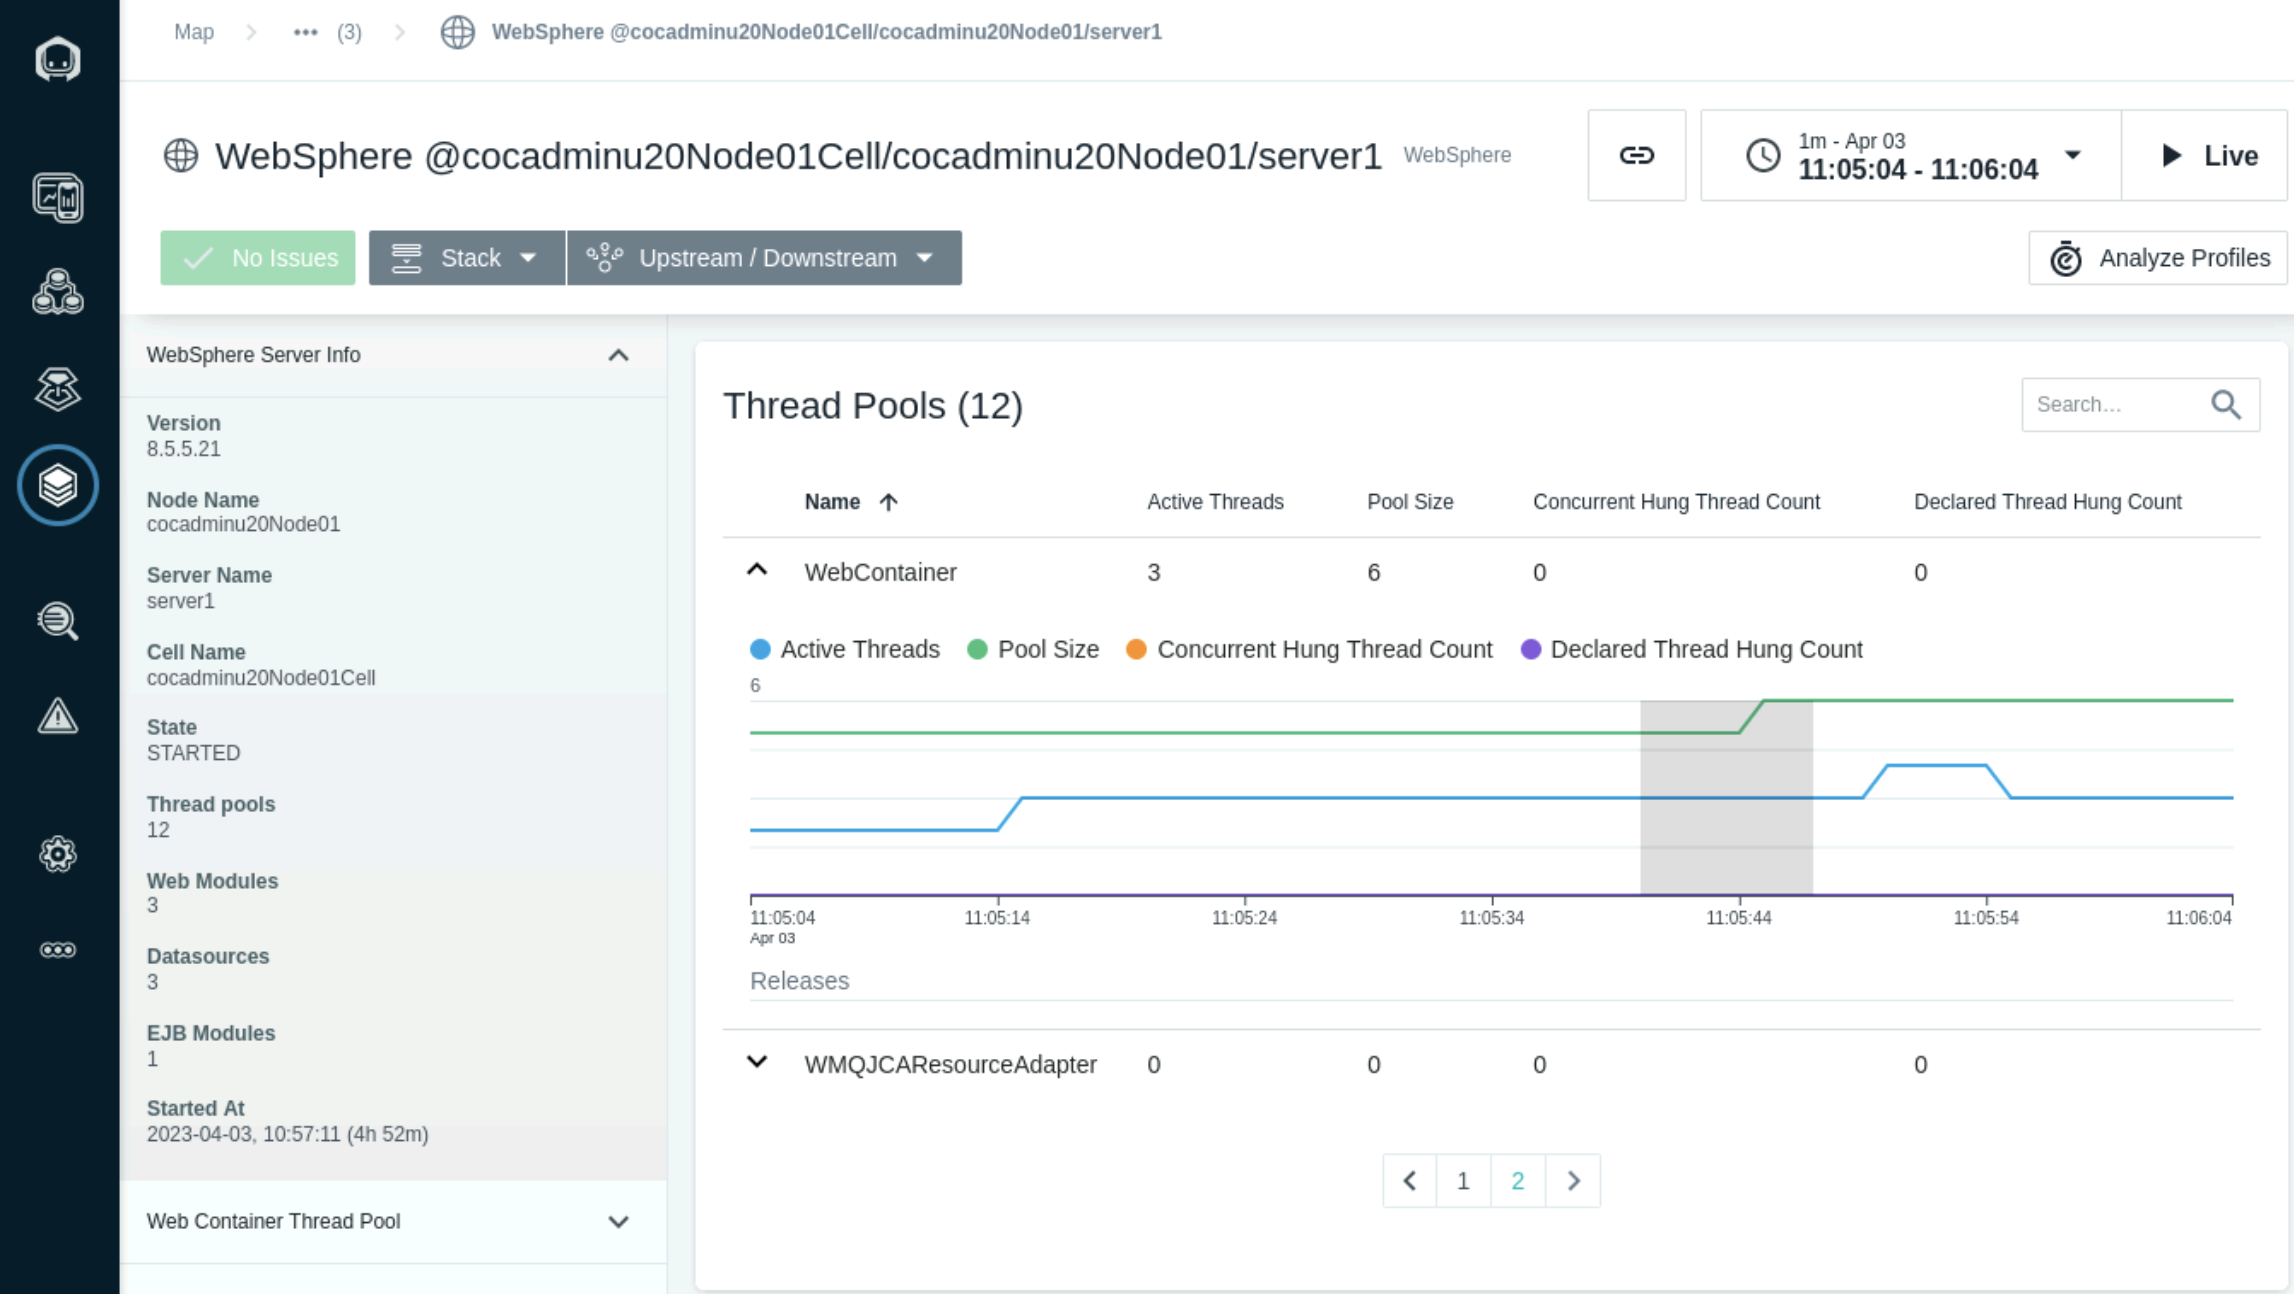 Map
(3)
WebSphere @cocadminu20Node01Cell/cocadminu20Node01/server1
WebSphere @cocadminu20Node01Cell/cocadminu20Node01/server1
WebSphere
1m - Apr 03
11:05:04 - 11:06:04
Live
No Issues
Stack
Upstream / Downstream
Analyze Profiles
WebSphere Server Info
Version
8.5.5.21
Node Name
cocadminu20Node01
Server Name
server1
Cell Name
cocadminu20Node01Cell
State
STARTED
Thread pools
12
Web Modules
3
Datasources
3
EJB Modules
1
Started At
2023-04-03, 10:57:11 (4h 52m)
Web Container Thread Pool
Thread Pools (12)
Search...
Name Active Threads Pool Size Concurrent Hung Thread Count Declared Thread Hung Count
WebContainer 3 6 0 0
Active Threads Pool Size Concurrent Hung Thread Count Declared Thread Hung Count
6
11:05:04 11:05:14 11:05:24 11:05:34 11:05:44 11:05:54 11:06:04
Apr 03
Releases
WMQJCAResourceAdapter 0 0 0 0
1 2